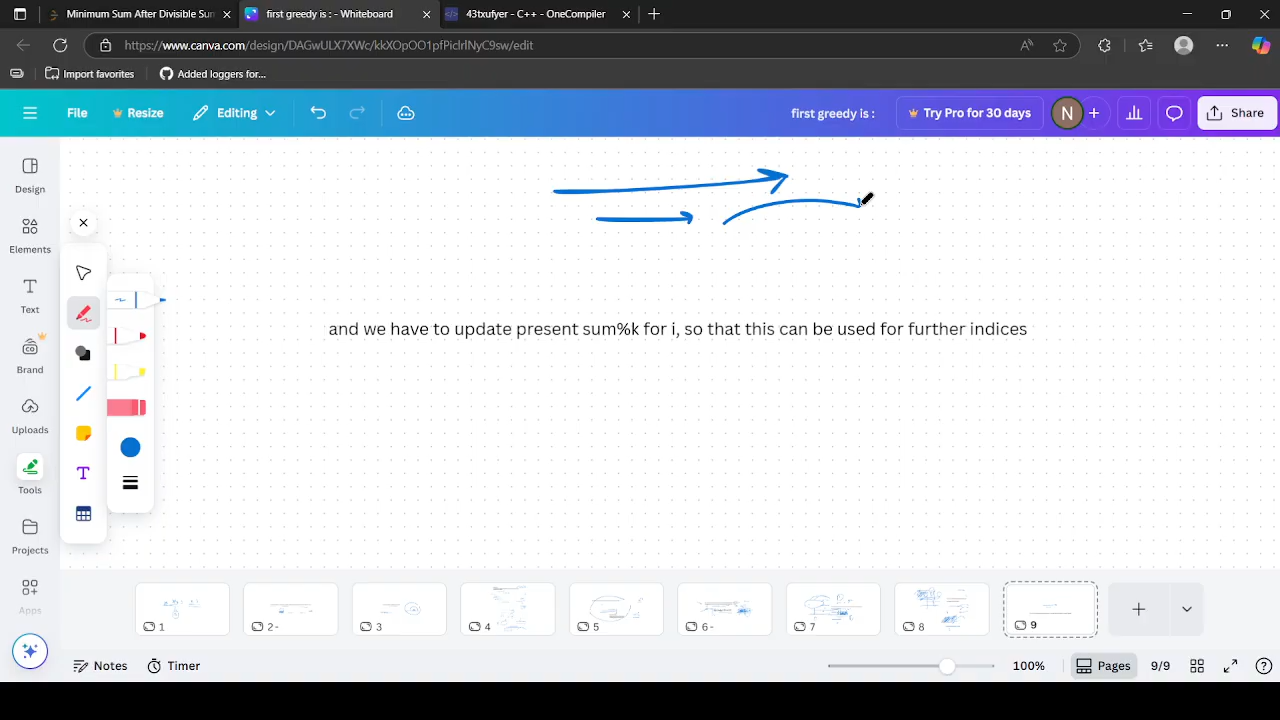 Minimum Sum After Divisible Sun
first greedy is : - Whiteboard
43txufyer - C++ - OneCompiler
https://www.canva.com/design/DAGwULX7XWc/kkXOpOO1pfPiclrlNyC9sw/edit
Import favorites
Added loggers for...
File
Resize
Editing
first greedy is :
Try Pro for 30 days
N
Share
Design
Elements
Text
Brand
Uploads
Tools
Projects
Apps
and we have to update present sum%k for i, so that this can be used for further indices
1
2-
3
4
5
6-
7
8
9
Notes
Timer
100%
Pages
9/9